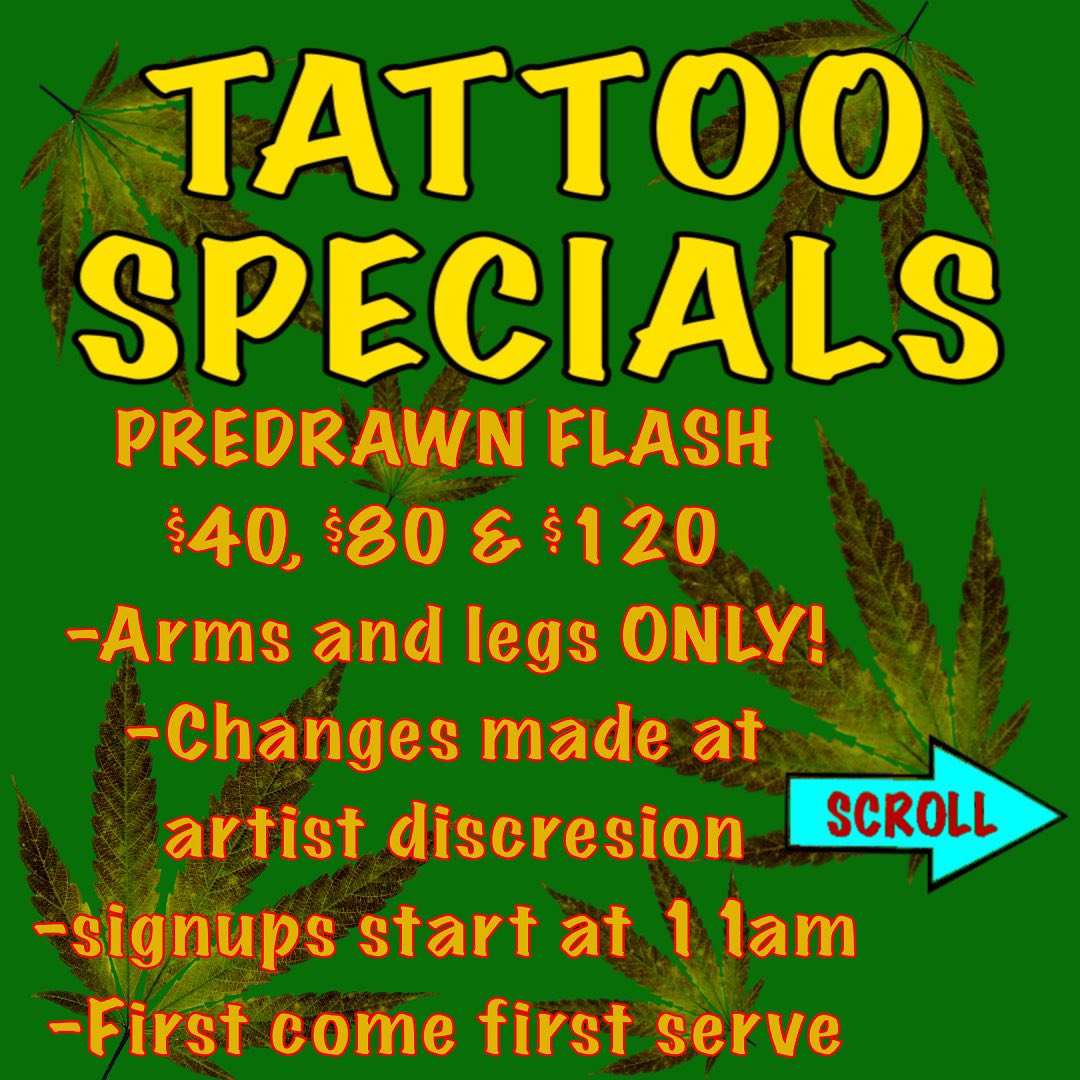 TATTOO
SPECIALS
PREDRAWN FLASH
$40, $80 & $120
-Arms and legs ONLY!
-Changes made at
artist discresion
SCROLL
-signups start at 11am
-First come first serve